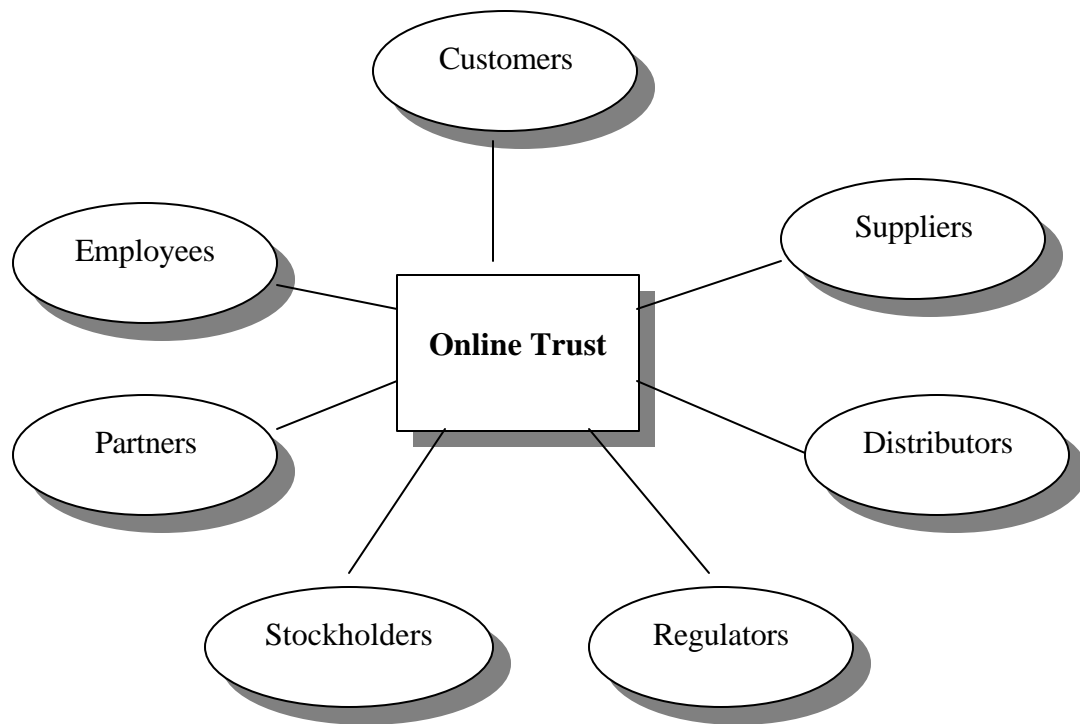 Customers
Suppliers
Employees
Online Trust
Partners
Distributors
Stockholders
Regulators